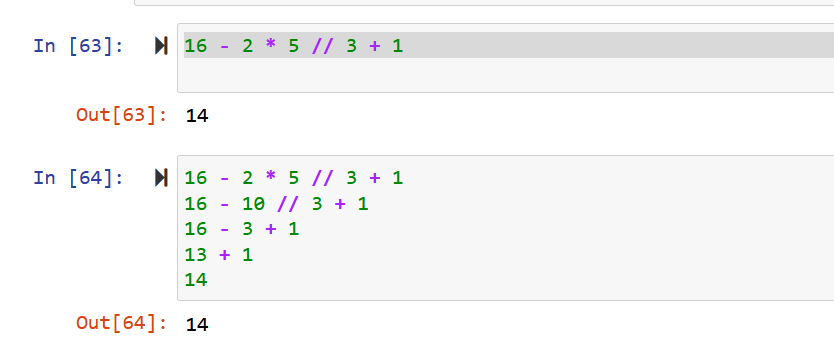 In [63]: 16 - 2 * 5 // 3 + 1
Out[63]: 14
In [64]: 16 - 2 * 5 // 3 + 1
16 - 10 // 3 + 1
16 - 3 + 1
13 + 1
14
Out[64]: 14